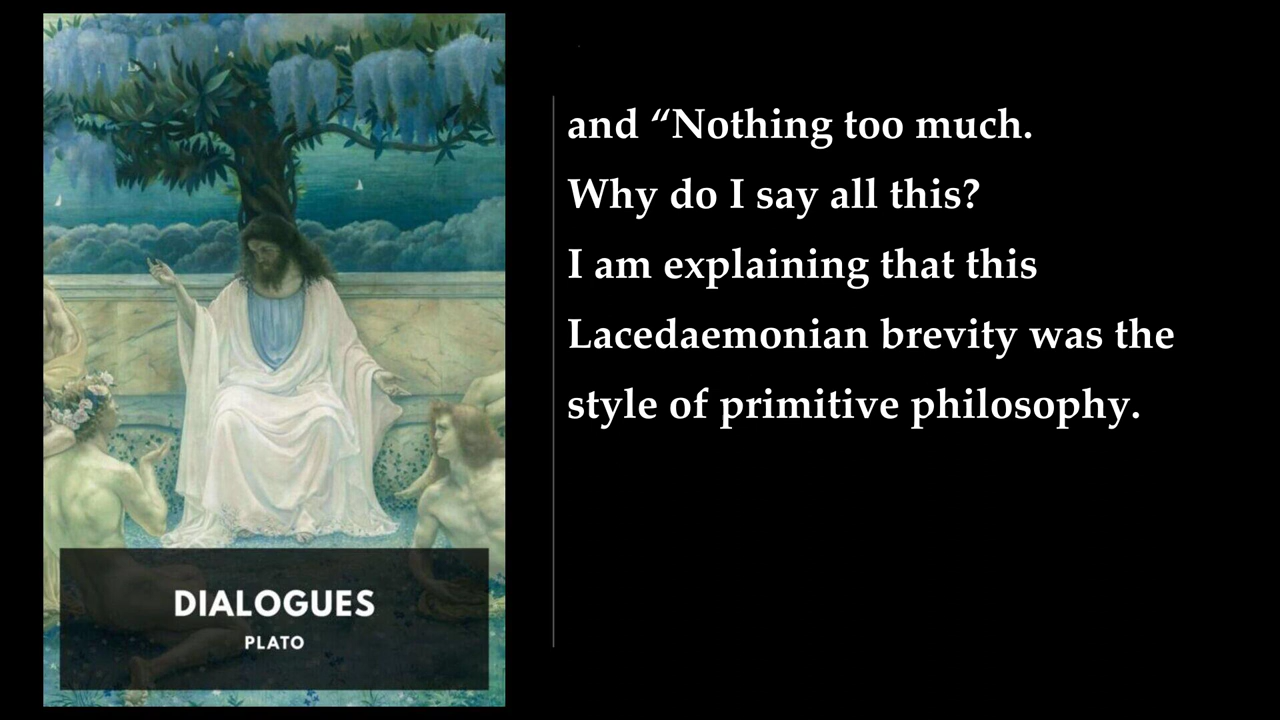 and “Nothing too much.
Why do I say all this?
I am explaining that this
Lacedaemonian brevity was the
style of primitive philosophy.
DIALOGUES
PLATO